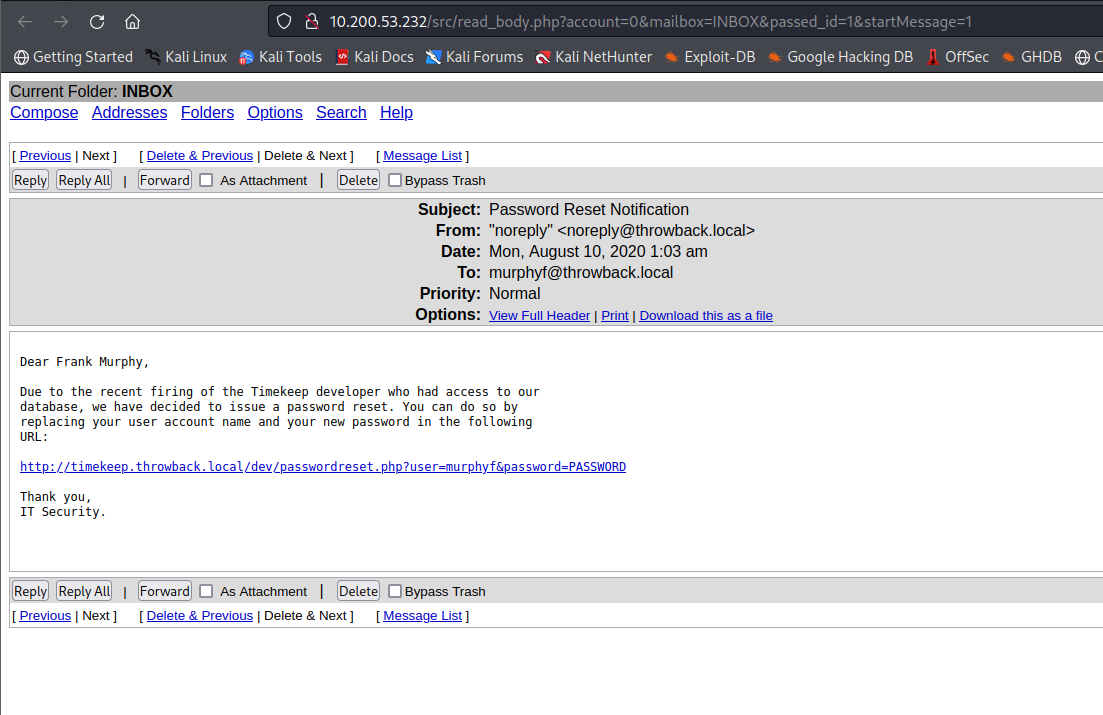 10.200.53.232/src/read_body.php?account=0&mailbox=INBOX&passed_id=1&startMessage=1
Getting Started Kali Linux Kali Tools Kali Docs Kali Forums Kali NetHunter Exploit-DB Google Hacking DB OffSec GHDB C
Current Folder: INBOX
Compose Addresses Folders Options Search Help
[ Previous | Next ] [ Delete & Previous | Delete & Next ] [ Message List ]
Reply Reply All | Forward As Attachment | Delete Bypass Trash
Subject: Password Reset Notification
From: "noreply" <noreply@throwback.local>
Date: Mon, August 10, 2020 1:03 am
To: murphyf@throwback.local
Priority: Normal
Options: View Full Header | Print | Download this as a file
Dear Frank Murphy,
Due to the recent firing of the Timekeep developer who had access to our
database, we have decided to issue a password reset. You can do so by
replacing your user account name and your new password in the following
URL:
http://timekeep.throwback.local/dev/passwordreset.php?user=murphyf&password=PASSWORD
Thank you,
IT Security.
Reply Reply All | Forward As Attachment | Delete Bypass Trash
[ Previous | Next ] [ Delete & Previous | Delete & Next ] [ Message List ]